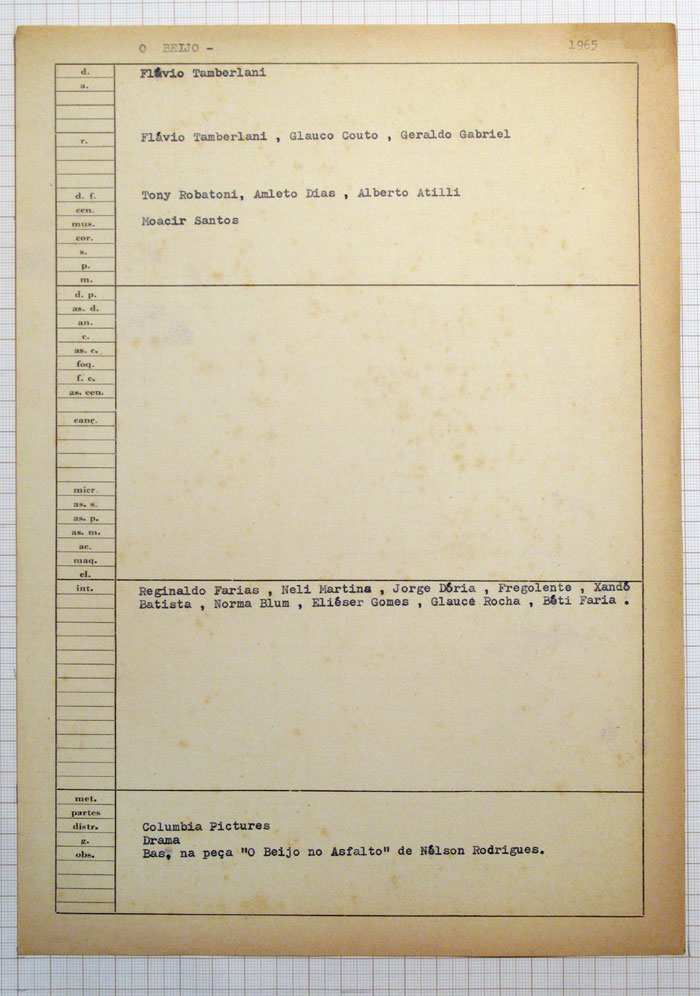 O BEIJO - 1965
d. Flávio Tamberlani
a.
r. Flávio Tamberlani , Glauco Couto , Geraldo Gabriel
d. f. Tony Robatoni, Amleto Dias , Alberto Atilli
cen.
mus. Moacir Santos
cor.
s.
p.
m.
d. p.
as. d.
an.
c.
as. c.
foq.
f. c.
as. cen.
canç.
micr.
as. s.
as. p.
as. m.
ac.
maq.
el.
int. Reginaldo Farias , Neli Martins , Jorge Dória , Fregolente , Xandó
Batista , Norma Blum , Eliéser Gomes , Glauce Rocha , Béti Faria .
met.
partes
distr. Columbia Pictures
g. Drama
obs. Bas, na peça "O Beijo no Asfalto" de Nélson Rodrigues.